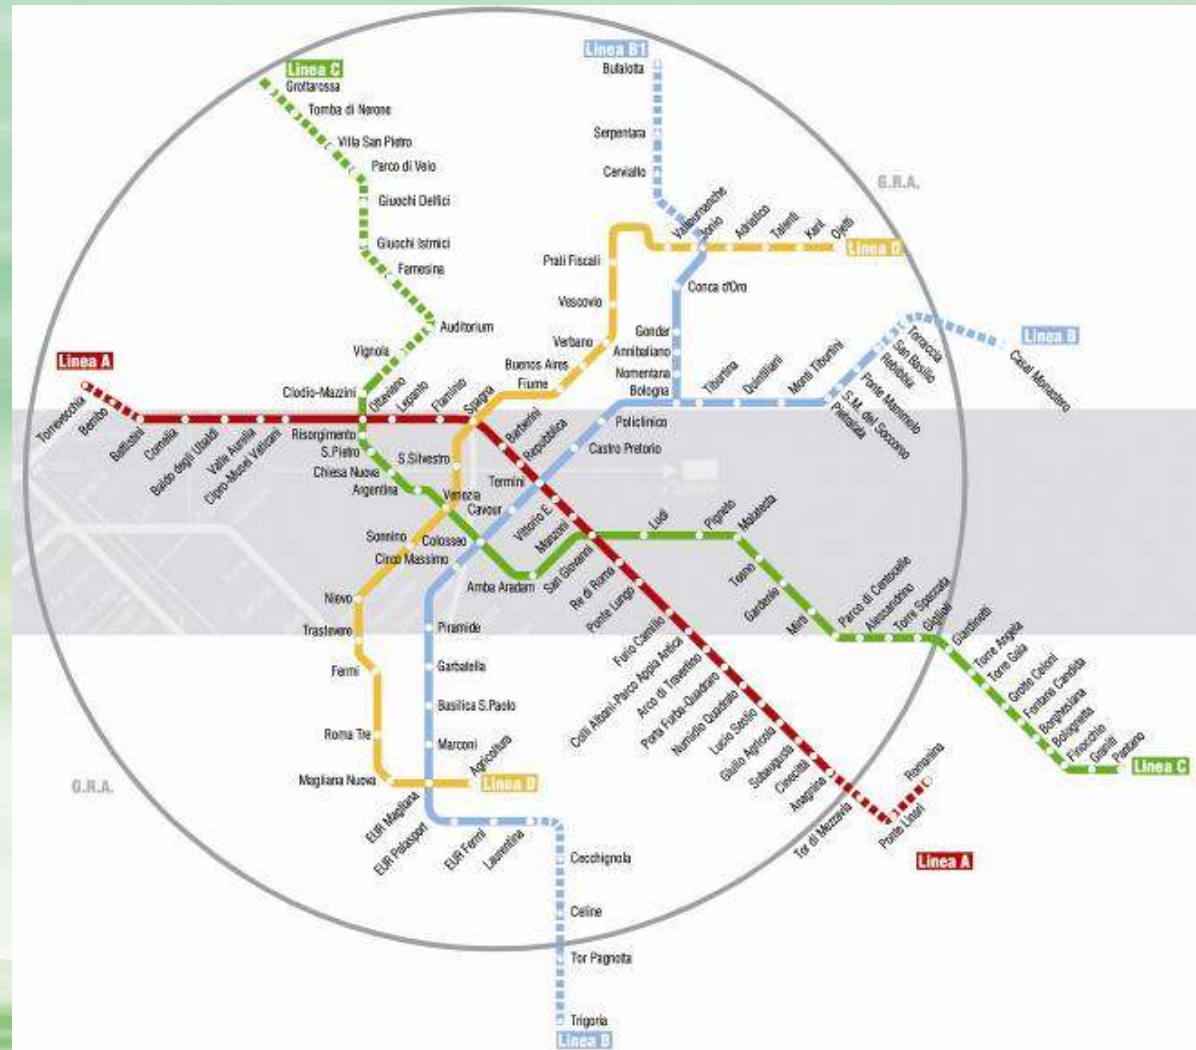 Linea C
Grottarossa
Tomba di Nerone
Villa San Pietro
Parco di Veio
Giuochi Delfici
Giuochi Istmici
Farnesina
Auditorium
Vignola
Clodio-Mazzini
Linea B1
Bufalotta
Serpentara
G.R.A.
Jonio
Adriatico
Talenti
Kant
Ojetti
Linea D
Prati Fiscali
Vescovio
Verbano
Buenos Aires
Fiume
Conca d'Oro
Gondar
Annibaliano
Nomentana
Bologna
Tiburtina
Quintiliani
Monti Tiburtini
Pietralata
S.M. del Soccorso
Ponte Mammolo
Rebibbia
San Basilio
Torraccia
Linea B
Casal Monastero
Linea A
Torrevecchia
Bembo
Battistini
Cornelia
Baldo degli Ubaldi
Valle Aurelia
Cipro-Musei Vaticani
Ottaviano
Lepanto
Flaminio
Spagna
Barberini
Repubblica
Policlinico
Castro Pretorio
Risorgimento
S.Pietro
Chiesa Nuova
Argentina
S.Silvestro
Venezia
Termini
Cavour
Vittorio E.
Manzoni
San Giovanni
Sonnino
Colosseo
Circo Massimo
Amba Aradam
Lodi
Pigneto
Malatesta
Teano
Gardenie
Mirti
Parco di Centocelle
Alessandrino
Torre Spaccata
Giglioli
Giardinetti
Torre Angela
Torre Gaia
Grotte Celoni
Fontana Candida
Borghesiana
Bolognetta
Finocchio
Graniti
Pantano
Linea C
Re di Roma
Ponte Lungo
Furio Camillo
Colli Albani-Parco Appia Antica
Arco di Travertino
Porta Furba-Quadraro
Numidio Quadrato
Lucio Sestio
Giulio Agricola
Subaugusta
Cinecittà
Anagnina
Tor di Mezzavia
Ponte Linari
Romanina
Linea A
Nievo
Trastevere
Fermi
Roma Tre
Magliana Nuova
Piramide
Garbatella
Basilica S.Paolo
Marconi
Agricoltura
Linea D
EUR Magliana
EUR Palasport
EUR Fermi
Laurentina
G.R.A.
Cecchignola
Celine
Tor Pagnotta
Trigoria
Linea B